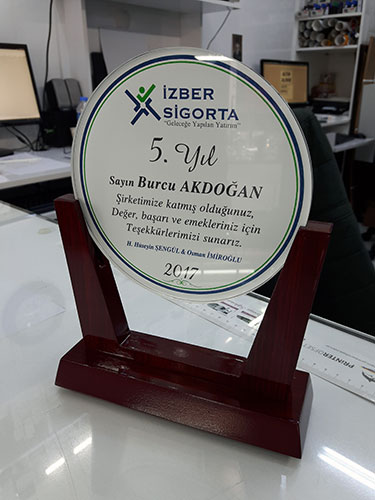 İZBER
SİGORTA
"Geleceğe Yapılan Yatırım"
5. Yıl
Sayın Burcu AKDOĞAN
Şirketimize katmış olduğunuz,
Değer, başarı ve emekleriniz için
Teşekkürlerimizi sunarız.
H. Hüseyin ŞENGÜL & Osman İMİROĞLU
2017
PRINTER